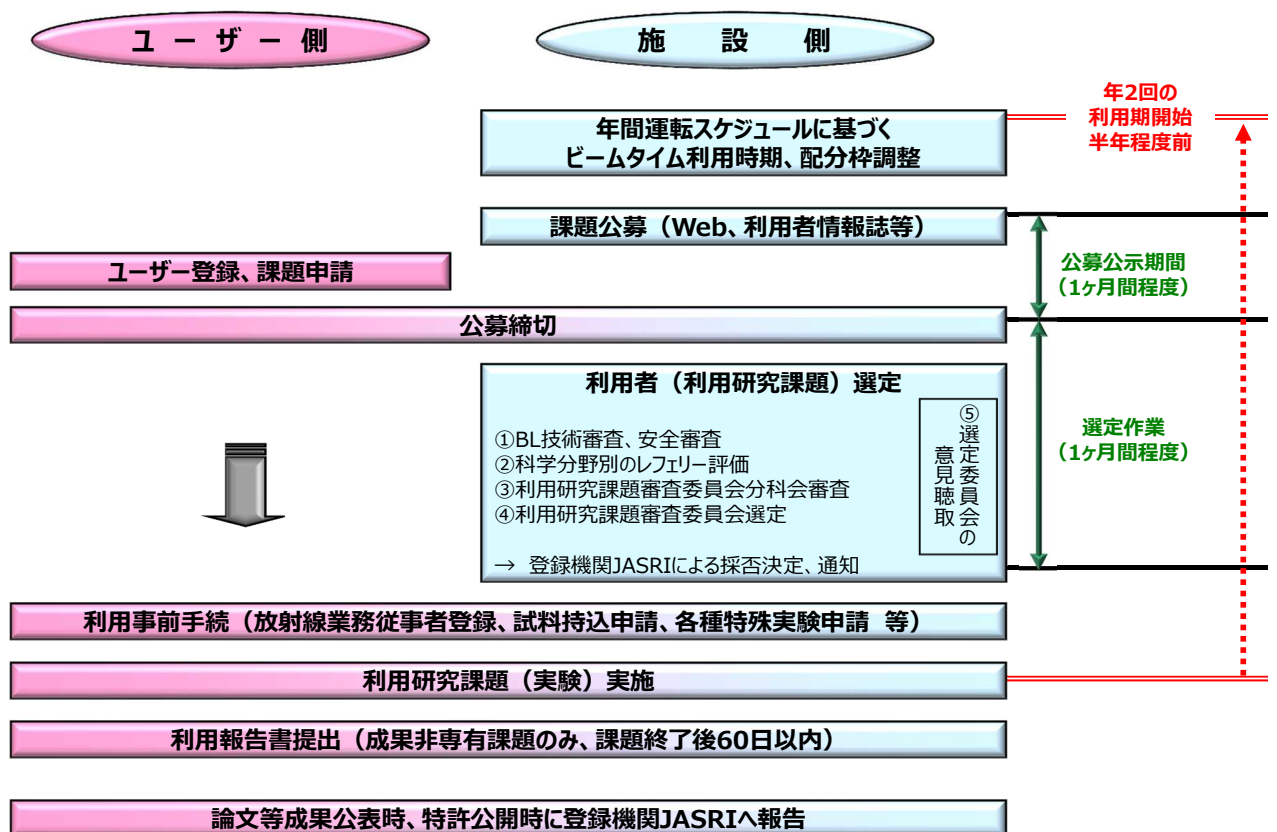 ユーザー側
施設側
年2回の
利用期開始
半年程度前
年間運転スケジュールに基づく
ビームタイム利用時期、配分枠調整
課題公募（Web、利用者情報誌等）
ユーザー登録、課題申請
公募公示期間
（1ヶ月間程度）
公募締切
利用者（利用研究課題）選定
①BL技術審査、安全審査
②科学分野別のレフェリー評価
③利用研究課題審査委員会分科会審査
④利用研究課題審査委員会選定
→ 登録機関JASRIによる採否決定、通知
⑤選定委員会の
意見聴取
選定作業
（1ヶ月間程度）
利用事前手続（放射線業務従事者登録、試料持込申請、各種特殊実験申請 等）
利用研究課題（実験）実施
利用報告書提出（成果非専有課題のみ、課題終了後60日以内）
論文等成果公表時、特許公開時に登録機関JASRIへ報告